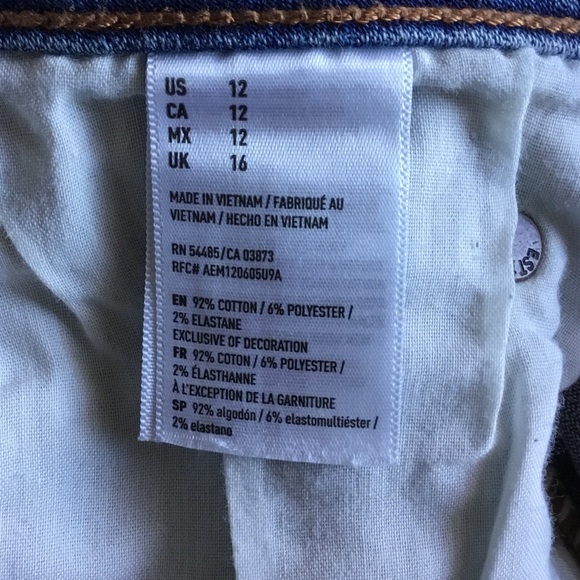 US 12
CA 12
MX 12
UK 16
MADE IN VIETNAM / FABRIQUÉ AU
VIETNAM / HECHO EN VIETNAM
RN 54485/CA 03873
RFC# AEM120605U9A
EN 92% COTTON / 6% POLYESTER /
2% ELASTANE
EXCLUSIVE OF DECORATION
FR 92% COTON / 6% POLYESTER /
2% ÉLASTHANNE
À L'EXCEPTION DE LA GARNITURE
SP 92% algodón / 6% elastomultiéster /
2% elastano
EST